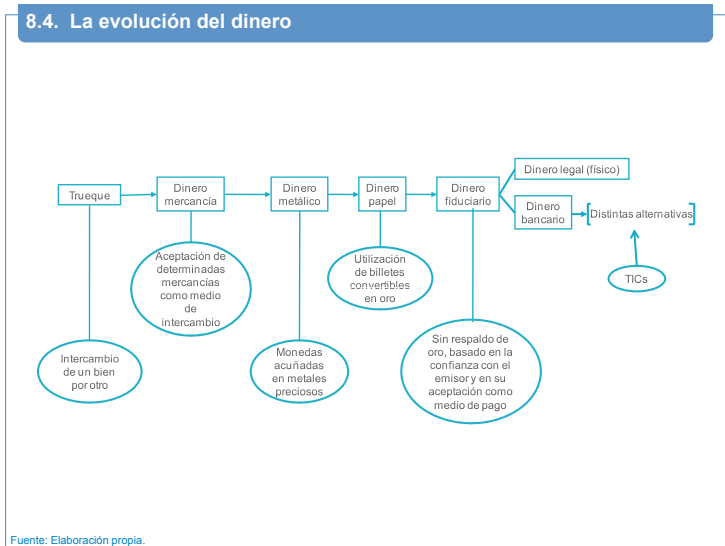 8.4. La evolución del dinero
Trueque
Dinero
mercancía
Dinero
metálico
Dinero
papel
Dinero
fiduciario
Dinero legal (físico)
Dinero
bancario
Distintas alternativas
TICs
Aceptación de
determinadas
mercancías
como medio
de
intercambio
Utilización
de billetes
convertibles
en oro
Intercambio
de un bien
por otro
Monedas
acuñadas
en metales
preciosos
Sin respaldo de
oro, basado en la
confianza con el
emisor y en su
aceptación como
medio de pago
Fuente: Elaboración propia.